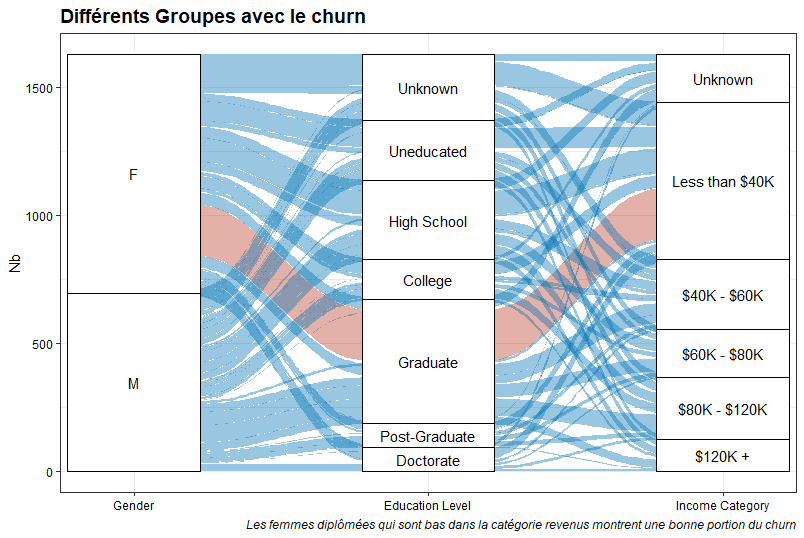 Différents Groupes avec le churn
Nb
1500
1000
500
0
F
M
Unknown
Uneducated
High School
College
Graduate
Post-Graduate
Doctorate
Unknown
Less than $40K
$40K - $60K
$60K - $80K
$80K - $120K
$120K +
Gender
Education Level
Income Category
Les femmes diplômées qui sont bas dans la catégorie revenus montrent une bonne portion du churn